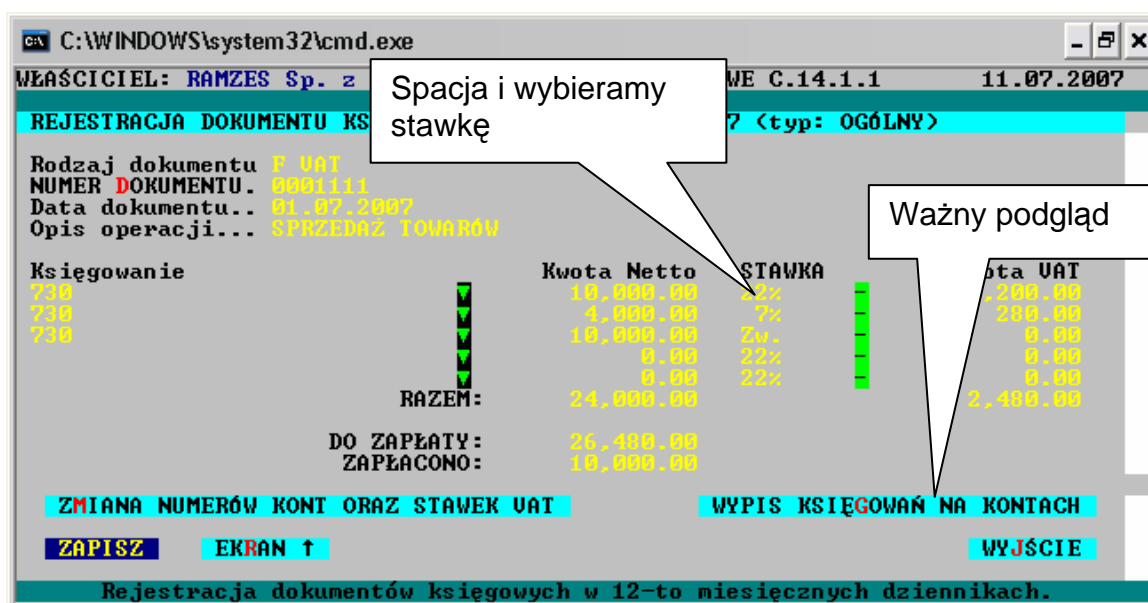 C:\WINDOWS\system32\cmd.exe
WŁAŚCICIEL: RAMZES Sp. z WE C.14.1.1 11.07.2007
Spacja i wybieramy
stawkę
REJESTRACJA DOKUMENTU KS 7 (typ: OGÓLNY)
Rodzaj dokumentu F VAT
NUMER DOKUMENTU. 0001111
Data dokumentu.. 01.07.2007
Opis operacji... SPRZEDAŻ TOWARÓW
Ważny podgląd
Księgowanie Kwota Netto STAWKA ota VAT
730 10,000.00 22% - ,200.00
730 4,000.00 7% - 280.00
730 10,000.00 Zw. - 0.00
0.00 22% - 0.00
0.00 22% - 0.00
RAZEM: 24,000.00 2,480.00
DO ZAPŁATY: 26,480.00
ZAPŁACONO: 10,000.00
ZMIANA NUMERÓW KONT ORAZ STAWEK VAT WYPIS KSIĘGOWAŃ NA KONTACH
ZAPISZ EKRAN ↑ WYJŚCIE
Rejestracja dokumentów księgowych w 12-to miesięcznych dziennikach.